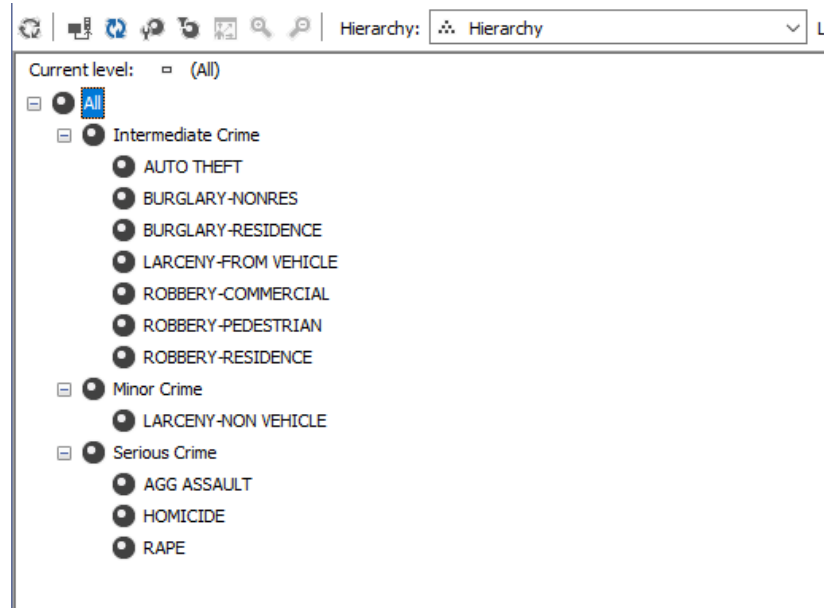 Hierarchy: Hierarchy L
Current level: (All)
All
Intermediate Crime
AUTO THEFT
BURGLARY-NONRES
BURGLARY-RESIDENCE
LARCENY-FROM VEHICLE
ROBBERY-COMMERCIAL
ROBBERY-PEDESTRIAN
ROBBERY-RESIDENCE
Minor Crime
LARCENY-NON VEHICLE
Serious Crime
AGG ASSAULT
HOMICIDE
RAPE